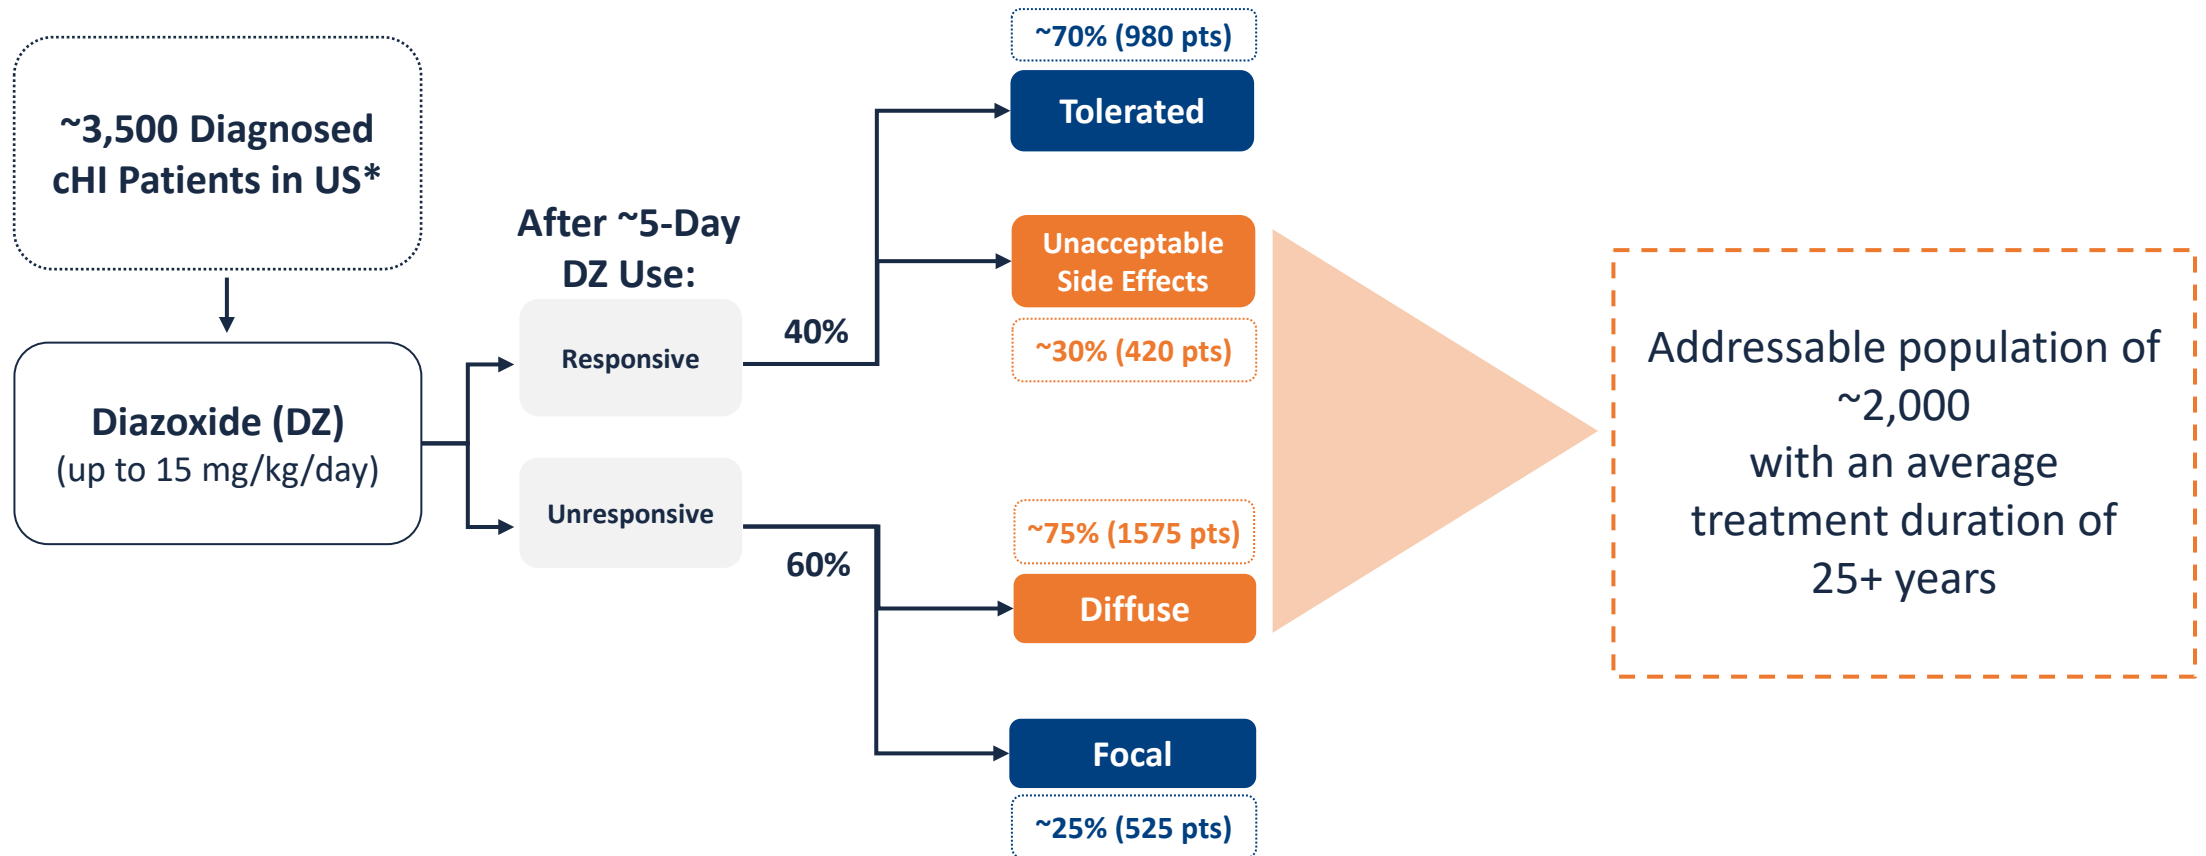 ~3,500 Diagnosed
cHI Patients in US*
Diazoxide (DZ)
(up to 15 mg/kg/day)
After ~5-Day
DZ Use:
Responsive
40%
Unresponsive
60%
~70% (980 pts)
Tolerated
Unacceptable
Side Effects
~30% (420 pts)
~75% (1575 pts)
Diffuse
Focal
~25% (525 pts)
Addressable population of
~2,000
with an average
treatment duration of
25+ years